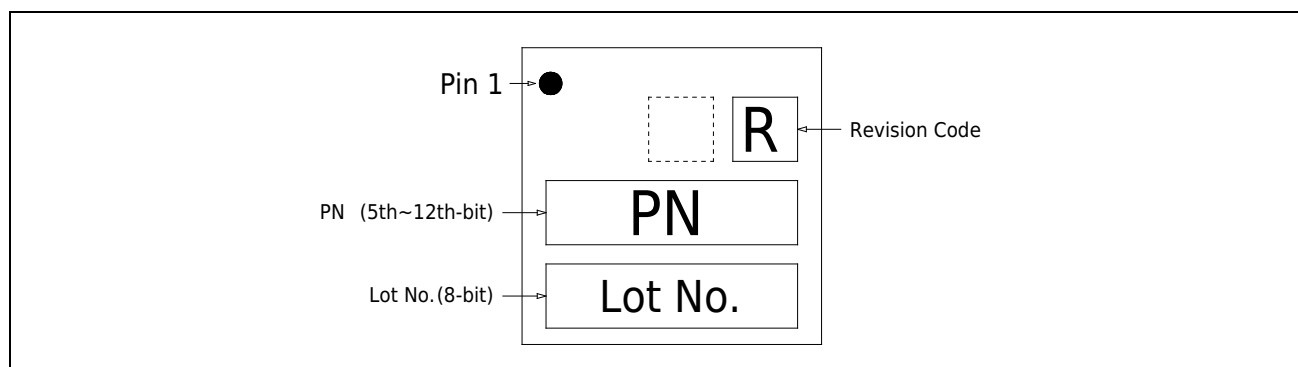 Pin 1
R
Revision Code
PN (5th~12th-bit)
PN
Lot No.(8-bit)
Lot No.